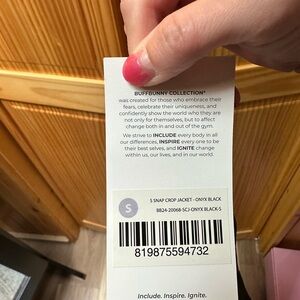 BUFFBUNNY COLLECTION®
was created for those who embrace their
fears, celebrate their uniqueness, and
confidently show the world who they are
not only for themselves, but to affect
change both in and out of the gym.
We strive to INCLUDE every body in all
our differences, INSPIRE every one to be
their best selves, and IGNITE change
within us, our lives, and in our world.
S
S SNAP CROP JACKET - ONYX BLACK
BB24-20068-SCJ-ONYX BLACK-S
819875594732
Include. Inspire. Ignite.